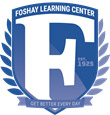 FOSHAY LEARNING CENTER
F
EST.
1925
GET BETTER EVERY DAY